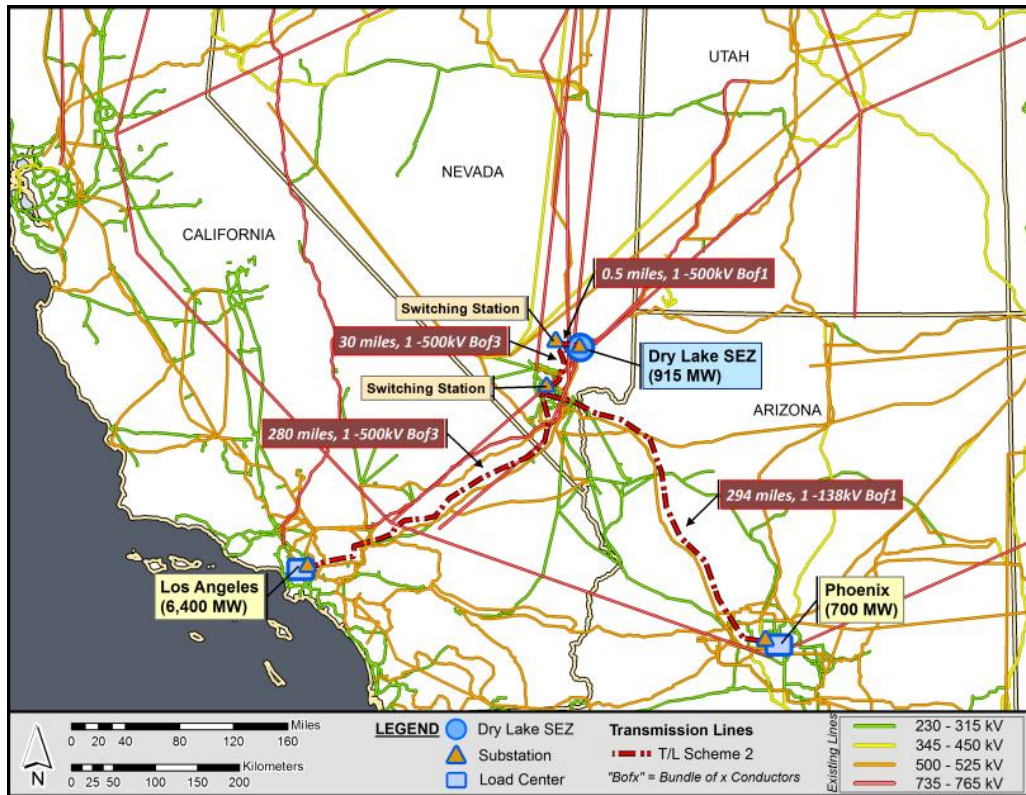 UTAH
NEVADA
CALIFORNIA
0.5 miles, 1 -500kV Bof1
Switching Station
30 miles, 1 -500kV Bof3
Dry Lake SEZ
(915 MW)
Switching Station
ARIZONA
280 miles, 1 -500kV Bof3
294 miles, 1 -138kV Bof1
Los Angeles
(6,400 MW)
Phoenix
(700 MW)
N
Miles
0 20 40 80 120 160
Kilometers
0 25 50 100 150 200
LEGEND
Dry Lake SEZ
Substation
Load Center
Transmission Lines
T/L Scheme 2
"Bofx" = Bundle of x Conductors
Existing Lines
230 - 315 kV
345 - 450 kV
500 - 525 kV
735 - 765 kV